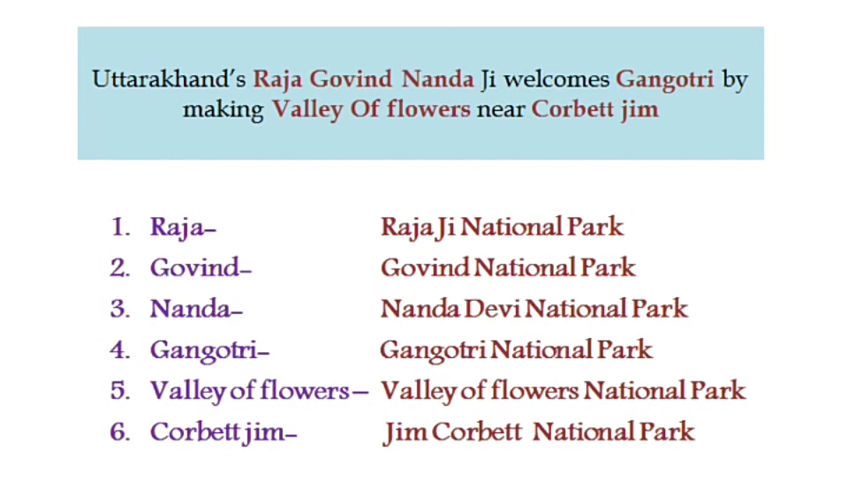 Uttarakhand's Raja Govind Nanda Ji welcomes Gangotri by
making Valley Of flowers near Corbett jim
1. Raja– Raja Ji National Park
2. Govind– Govind National Park
3. Nanda– Nanda Devi National Park
4. Gangotri– Gangotri National Park
5. Valley of flowers – Valley of flowers National Park
6. Corbett jim– Jim Corbett National Park